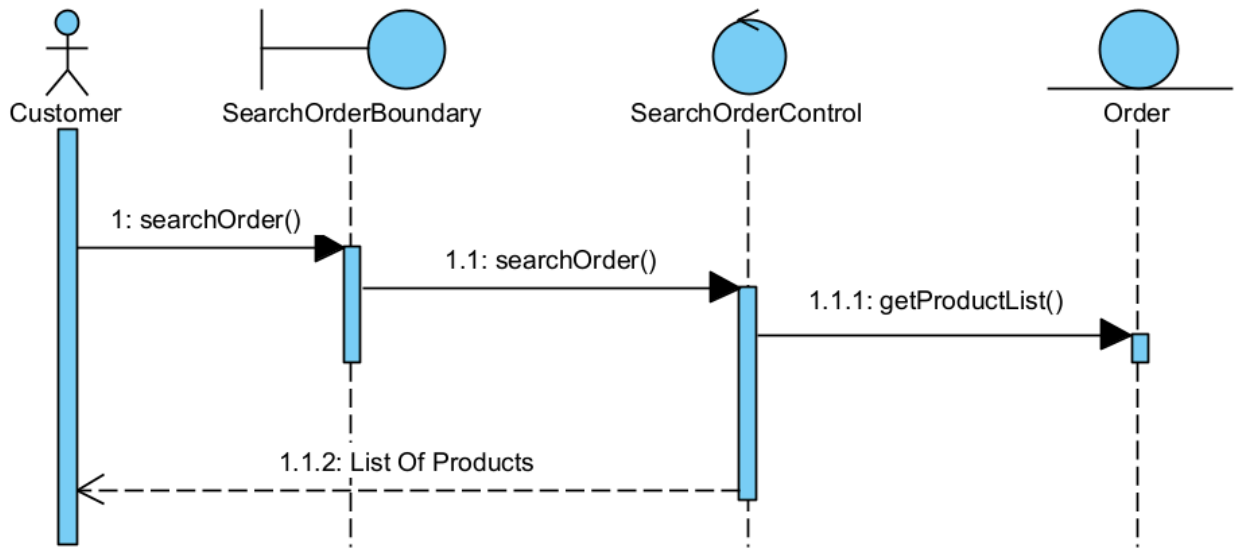 Customer
SearchOrderBoundary
SearchOrderControl
Order
1: searchOrder()
1.1: searchOrder()
1.1.1: getProductList()
1.1.2: List Of Products